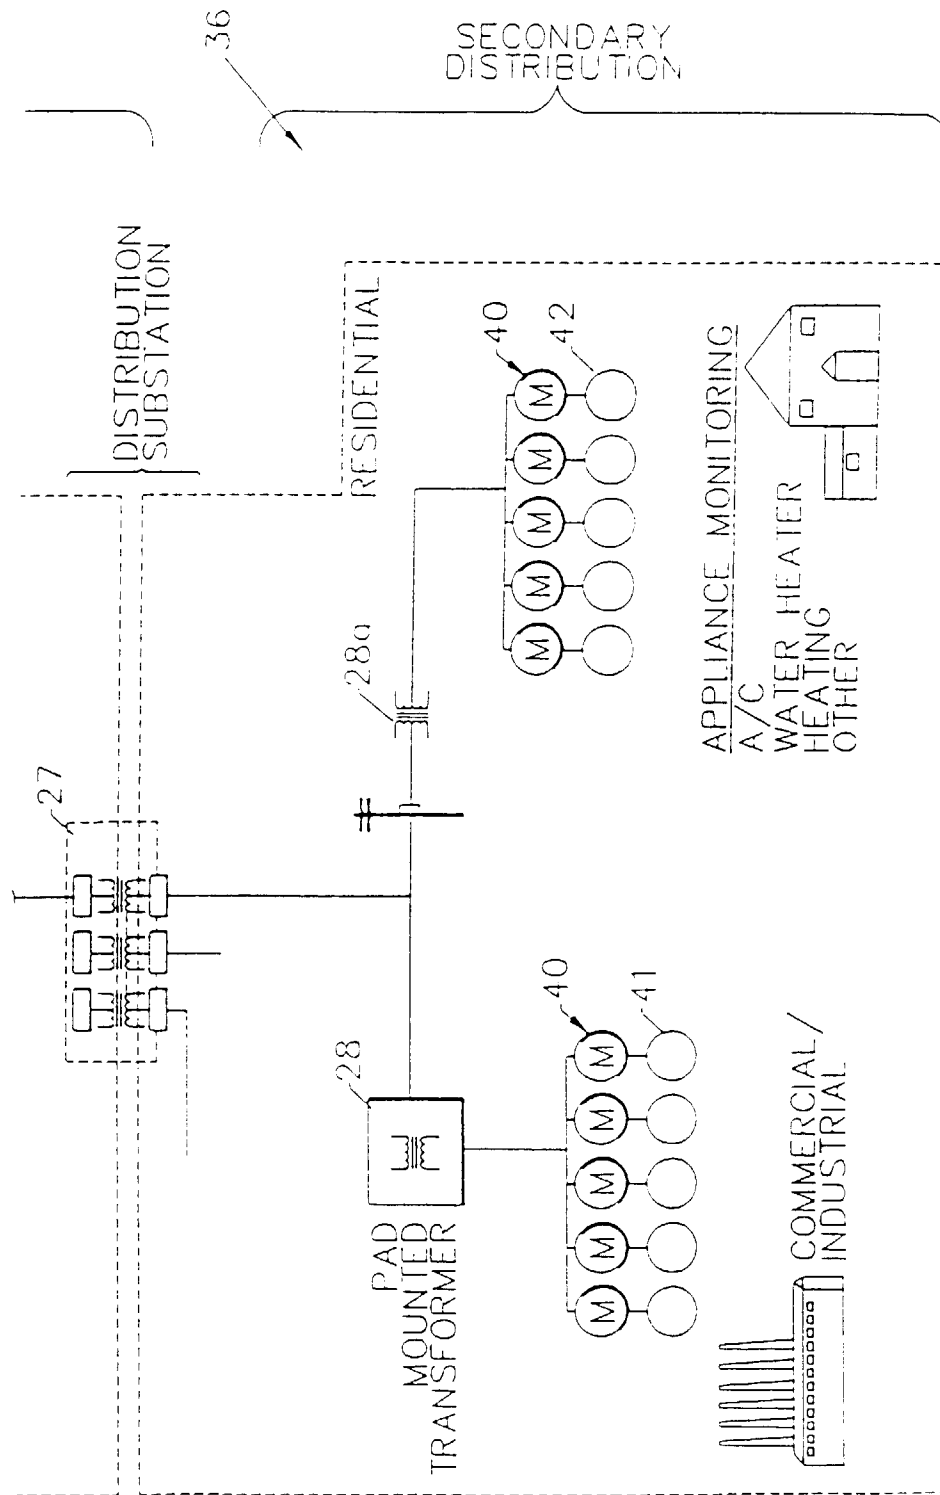 36
SECONDARY
DISTRIBUTION
DISTRIBUTION
SUBSTATION
27
RESIDENTIAL
28
28a
PAD
MOUNTED
TRANSFORMER
40
M
M
M
M
M
42
40
M
M
M
M
M
41
APPLIANCE MONITORING
A/C
WATER HEATER
HEATING
OTHER
COMMERCIAL/
INDUSTRIAL